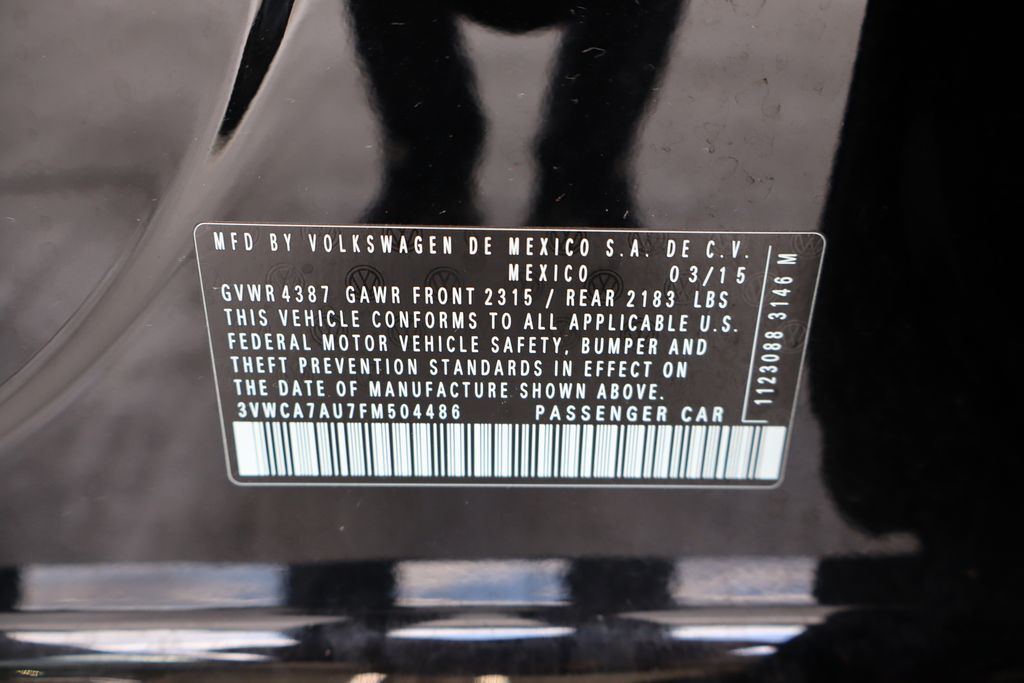 MFD BY VOLKSWAGEN DE MEXICO S.A. DE C.V.
MEXICO 03/15
GVWR 4387 GAWR FRONT 2315 / REAR 2183 LBS
THIS VEHICLE CONFORMS TO ALL APPLICABLE U.S.
FEDERAL MOTOR VEHICLE SAFETY, BUMPER AND
THEFT PREVENTION STANDARDS IN EFFECT ON
THE DATE OF MANUFACTURE SHOWN ABOVE.
3VWCA7AU7FM504486 PASSENGER CAR
1123088 3146 M